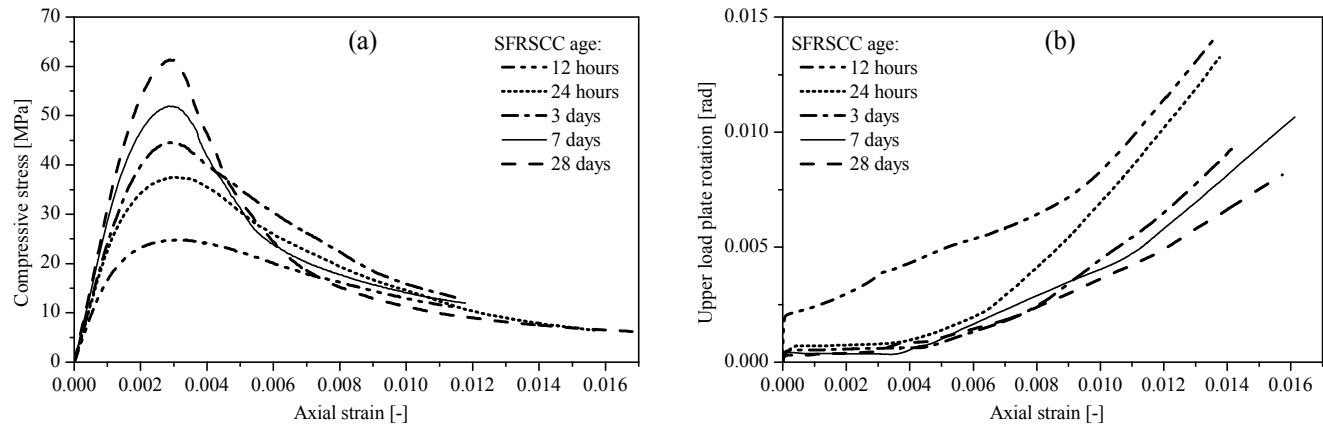 (a)
Compressive stress [MPa]
70
60
50
40
30
20
10
0
SFRSCC age:
12 hours
24 hours
3 days
7 days
28 days
0.000 0.002 0.004 0.006 0.008 0.010 0.012 0.014 0.016
Axial strain [-]
(b)
Upper load plate rotation [rad]
0.015
0.010
0.005
0.000
SFRSCC age:
12 hours
24 hours
3 days
7 days
28 days
0.000 0.002 0.004 0.006 0.008 0.010 0.012 0.014 0.016
Axial strain [-]